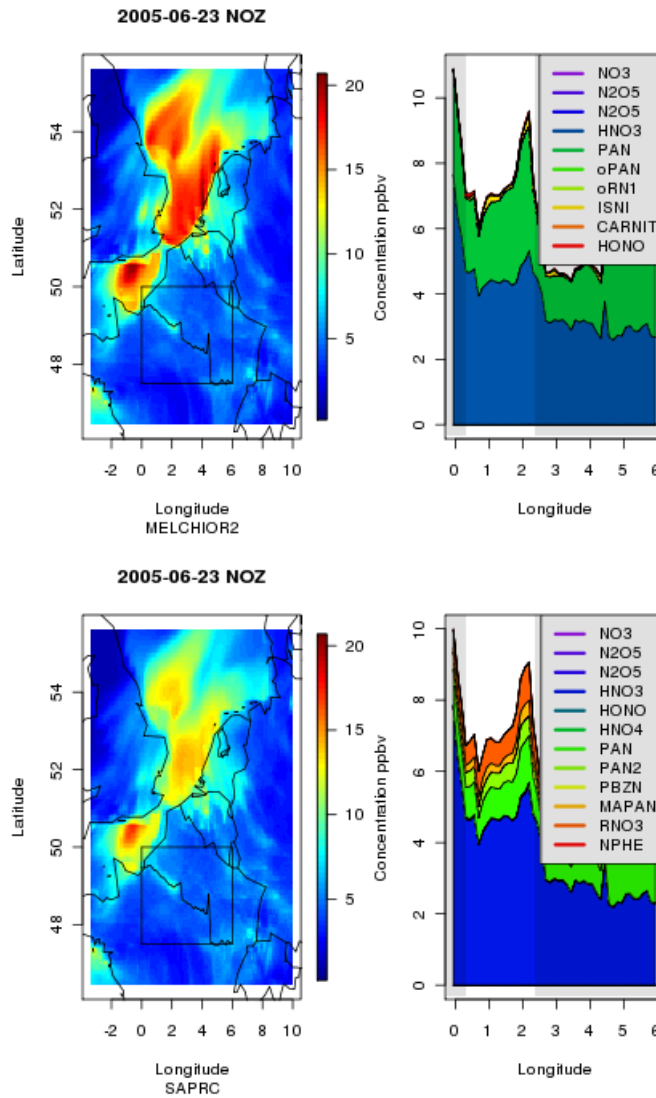 2005-06-23 NOZ
Latitude
48 50 52 54
-2 0 2 4 6 8 10
Longitude
MELCHIOR2
Concentration ppbv
5 10 15 20
0 2 4 6 8 10
NO3
N2O5
N2O5
HNO3
PAN
oPAN
oRN1
ISNI
CARNIT
HONO
0 1 2 3 4 5 6
Longitude
2005-06-23 NOZ
Latitude
48 50 52 54
-2 0 2 4 6 8 10
Longitude
SAPRC
Concentration ppbv
5 10 15 20
0 2 4 6 8 10
NO3
N2O5
N2O5
HNO3
HONO
HNO4
PAN
PAN2
PBZN
MAPAN
RNO3
NPHE
0 1 2 3 4 5 6
Longitude